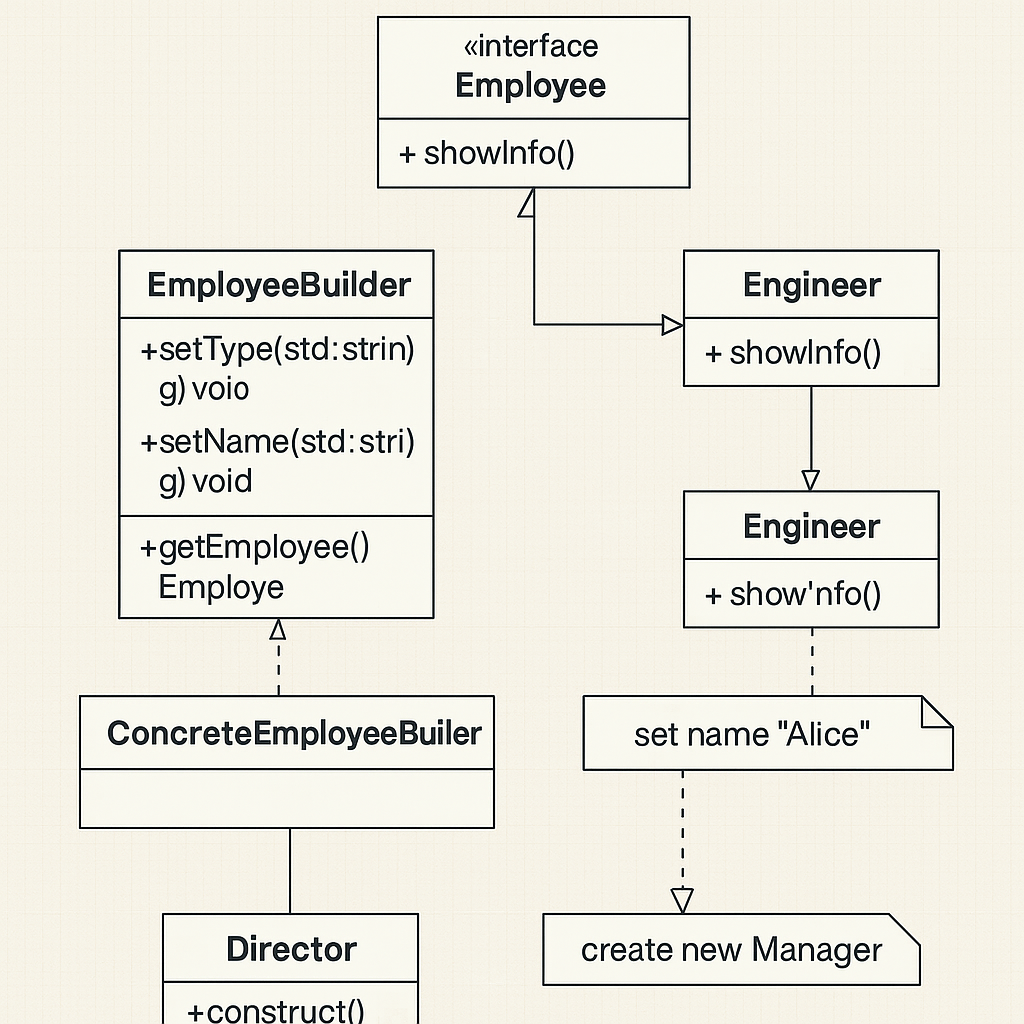 «interface
Employee
+ showInfo()
EmployeeBuilder
+setType(std:strin)
g) voio
+setName(std:stri)
g) void
+getEmployee()
Employe
Engineer
+ showInfo()
Engineer
+ show'nfo()
ConcreteEmployeeBuiler
set name "Alice"
Director
+construct()
create new Manager